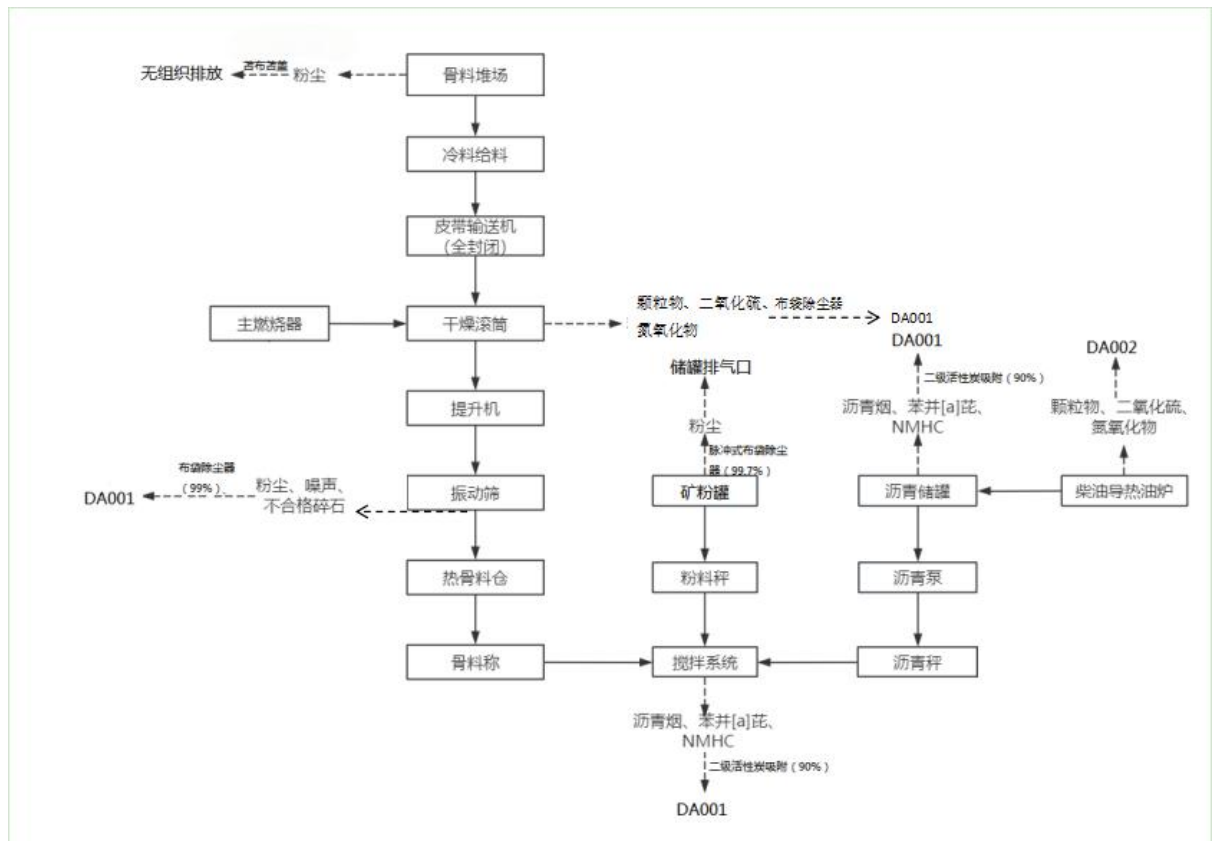 骨料堆场
无组织排放
苫布苫盖
粉尘
冷料给料
皮带输送机
（全封闭）
主燃烧器
干燥滚筒
颗粒物、二氧化硫、布袋除尘器
氮氧化物
DA001
DA001
DA002
储罐排气口
二级活性炭吸附（90%）
提升机
粉尘
沥青烟、苯并[a]芘、
NMHC
颗粒物、二氧化硫、
氮氧化物
脉冲式布袋除尘
器（99.7%）
布袋除尘器
（99%）
DA001
粉尘、噪声、
不合格碎石
振动筛
矿粉罐
沥青储罐
柴油导热油炉
热骨料仓
粉料秤
沥青泵
骨料称
搅拌系统
沥青秤
沥青烟、苯并[a]芘、
NMHC
二级活性炭吸附（90%）
DA001